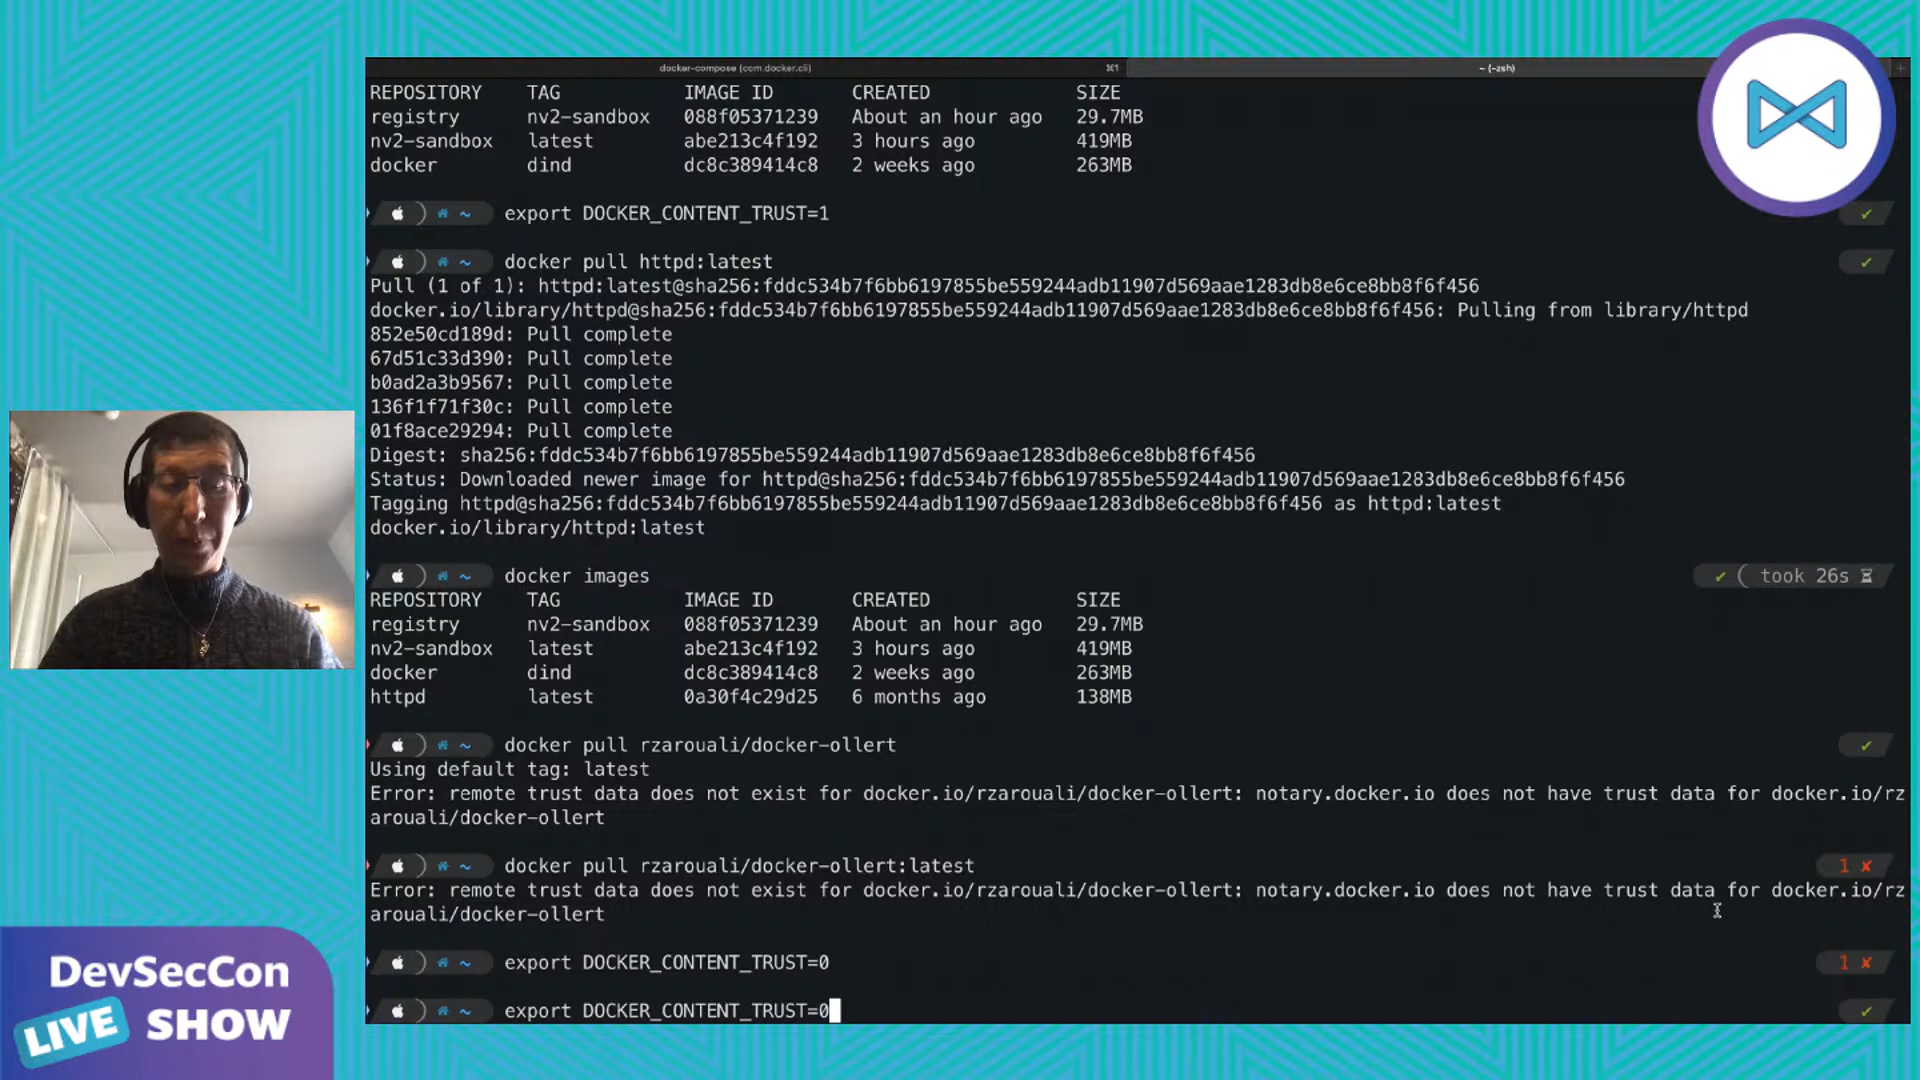 docker-compose (com.docker.cli) ⌘1 ~ (-zsh) +
REPOSITORY TAG IMAGE ID CREATED SIZE
registry nv2-sandbox 088f05371239 About an hour ago 29.7MB
nv2-sandbox latest abe213c4f192 3 hours ago 419MB
docker dind dc8c389414c8 2 weeks ago 263MB
~ export DOCKER_CONTENT_TRUST=1 ✔
~ docker pull httpd:latest ✔
Pull (1 of 1): httpd:latest@sha256:fddc534b7f6bb6197855be559244adb11907d569aae1283db8e6ce8bb8f6f456
docker.io/library/httpd@sha256:fddc534b7f6bb6197855be559244adb11907d569aae1283db8e6ce8bb8f6f456: Pulling from library/httpd
852e50cd189d: Pull complete
67d51c33d390: Pull complete
b0ad2a3b9567: Pull complete
136f1f71f30c: Pull complete
01f8ace29294: Pull complete
Digest: sha256:fddc534b7f6bb6197855be559244adb11907d569aae1283db8e6ce8bb8f6f456
Status: Downloaded newer image for httpd@sha256:fddc534b7f6bb6197855be559244adb11907d569aae1283db8e6ce8bb8f6f456
Tagging httpd@sha256:fddc534b7f6bb6197855be559244adb11907d569aae1283db8e6ce8bb8f6f456 as httpd:latest
docker.io/library/httpd:latest
~ docker images ✔ took 26s
REPOSITORY TAG IMAGE ID CREATED SIZE
registry nv2-sandbox 088f05371239 About an hour ago 29.7MB
nv2-sandbox latest abe213c4f192 3 hours ago 419MB
docker dind dc8c389414c8 2 weeks ago 263MB
httpd latest 0a30f4c29d25 6 months ago 138MB
~ docker pull rzarouali/docker-ollert ✔
Using default tag: latest
Error: remote trust data does not exist for docker.io/rzarouali/docker-ollert: notary.docker.io does not have trust data for docker.io/rz
arouali/docker-ollert
~ docker pull rzarouali/docker-ollert:latest 1 ✘
Error: remote trust data does not exist for docker.io/rzarouali/docker-ollert: notary.docker.io does not have trust data for docker.io/rz
arouali/docker-ollert
~ export DOCKER_CONTENT_TRUST=0 1 ✘
~ export DOCKER_CONTENT_TRUST=0 ✔
DevSecCon
LIVE SHOW